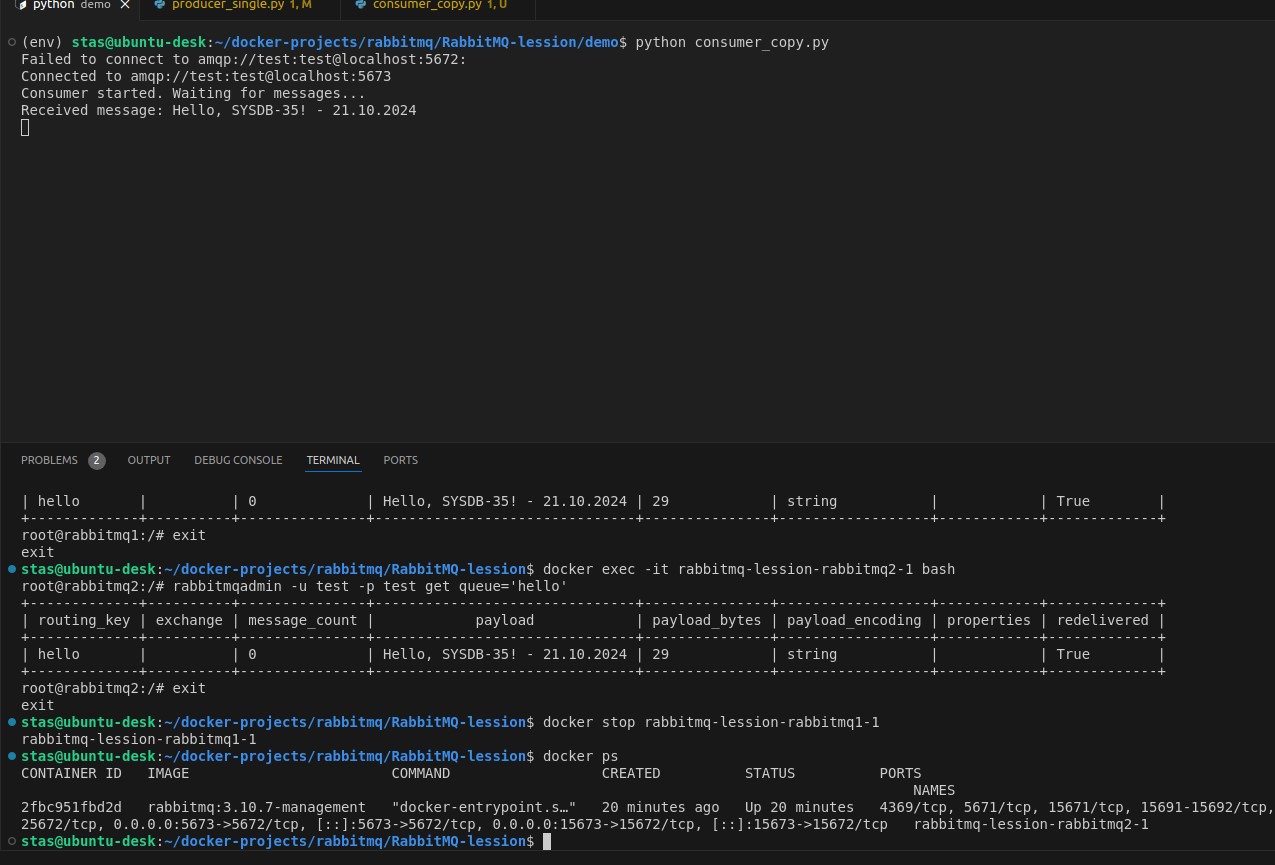 python demo × producer_single.py 1, M consumer_copy.py 1, U
(env) stas@ubuntu-desk:~/docker-projects/rabbitmq/RabbitMQ-lession/demo$ python consumer_copy.py
Failed to connect to amqp://test:test@localhost:5672:
Connected to amqp://test:test@localhost:5673
Consumer started. Waiting for messages...
Received message: Hello, SYSDB-35! - 21.10.2024
PROBLEMS 2 OUTPUT DEBUG CONSOLE TERMINAL PORTS
| hello       |          | 0             | Hello, SYSDB-35! - 21.10.2024 | 29            | string           |            | True        |
+-------------+----------+---------------+-------------------------------+---------------+------------------+------------+-------------+
root@rabbitmq1:/# exit
exit
stas@ubuntu-desk:~/docker-projects/rabbitmq/RabbitMQ-lession$ docker exec -it rabbitmq-lession-rabbitmq2-1 bash
root@rabbitmq2:/# rabbitmqadmin -u test -p test get queue='hello'
+-------------+----------+---------------+-------------------------------+---------------+------------------+------------+-------------+
| routing_key | exchange | message_count |            payload            | payload_bytes | payload_encoding | properties | redelivered |
+-------------+----------+---------------+-------------------------------+---------------+------------------+------------+-------------+
| hello       |          | 0             | Hello, SYSDB-35! - 21.10.2024 | 29            | string           |            | True        |
+-------------+----------+---------------+-------------------------------+---------------+------------------+------------+-------------+
root@rabbitmq2:/# exit
exit
stas@ubuntu-desk:~/docker-projects/rabbitmq/RabbitMQ-lession$ docker stop rabbitmq-lession-rabbitmq1-1
rabbitmq-lession-rabbitmq1-1
stas@ubuntu-desk:~/docker-projects/rabbitmq/RabbitMQ-lession$ docker ps
CONTAINER ID   IMAGE                        COMMAND                  CREATED          STATUS          PORTS
NAMES
2fbc951fbd2d   rabbitmq:3.10.7-management   "docker-entrypoint.s…"   20 minutes ago   Up 20 minutes   4369/tcp, 5671/tcp, 15671/tcp, 15691-15692/tcp,
25672/tcp, 0.0.0.0:5673->5672/tcp, [::]:5673->5672/tcp, 0.0.0.0:15673->15672/tcp, [::]:15673->15672/tcp   rabbitmq-lession-rabbitmq2-1
stas@ubuntu-desk:~/docker-projects/rabbitmq/RabbitMQ-lession$